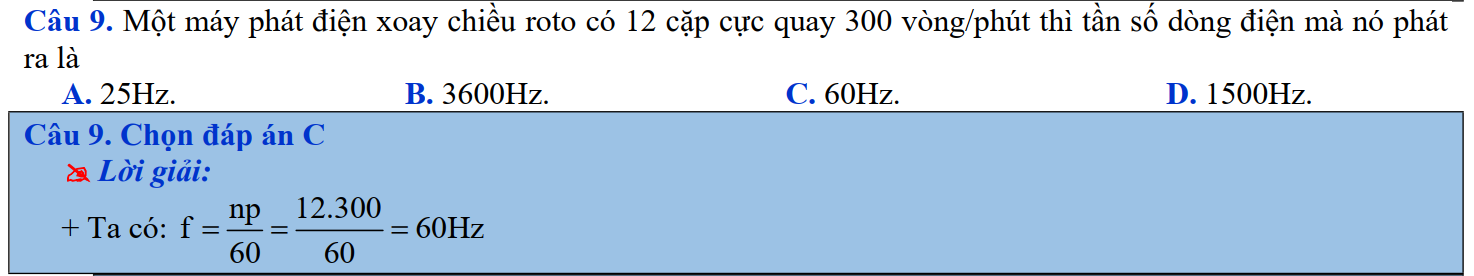 Câu 9. Một máy phát điện xoay chiều roto có 12 cặp cực quay 300 vòng/phút thì tần số dòng điện mà nó phát
ra là
A. 25Hz. B. 3600Hz. C. 60Hz. D. 1500Hz.
Câu 9. Chọn đáp án C
Lời giải:
+ Ta có: f = np/60 = 12.300/60 = 60Hz